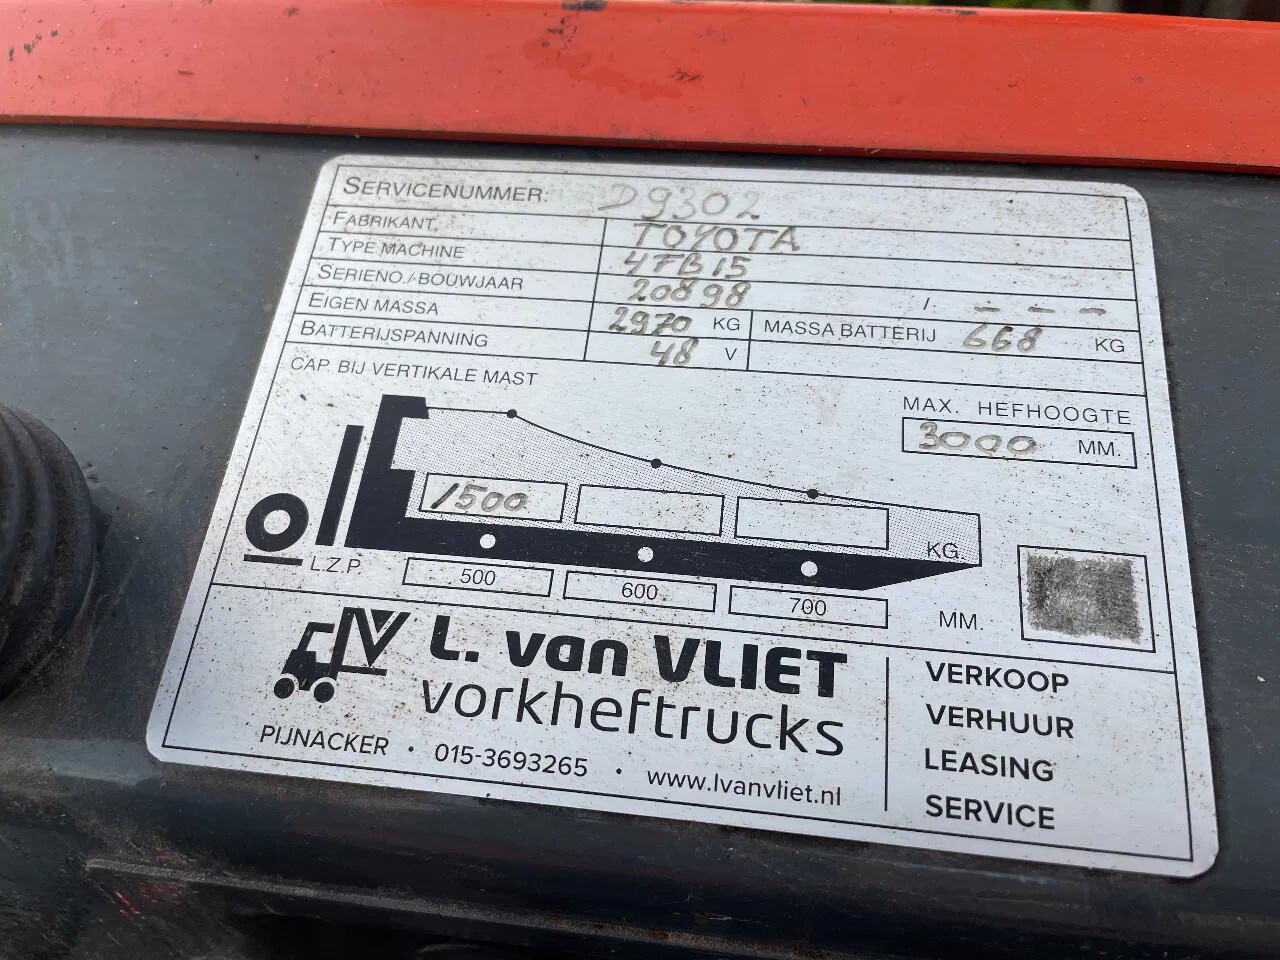 SERVICENUMMER: D9302
FABRIKANT TOYOTA
TYPE MACHINE 4FB15
SERIENO./BOUWJAAR 20898 / - - -
EIGEN MASSA 2970 KG MASSA BATTERIJ 668 KG
BATTERIJSPANNING 48 V
CAP. BIJ VERTIKALE MAST
MAX. HEFHOOGTE
3000 MM.
1500
KG.
L.Z.P.
500 600 700 MM.
L. van VLIET
vorkheftrucks
PIJNACKER • 015-3693265 • www.lvanvliet.nl
VERKOOP
VERHUUR
LEASING
SERVICE